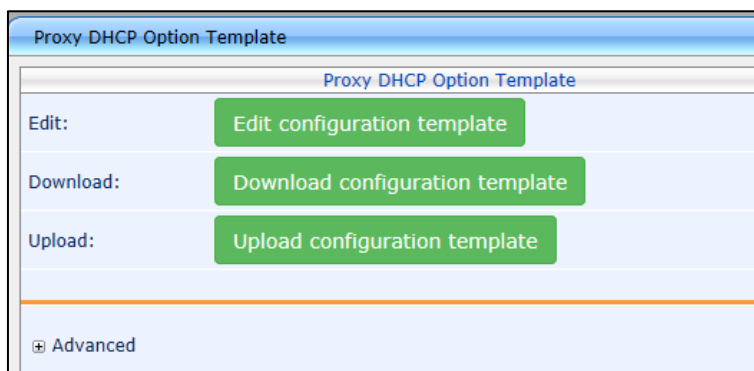 Proxy DHCP Option Template
Proxy DHCP Option Template
Edit: Edit configuration template
Download: Download configuration template
Upload: Upload configuration template
Advanced